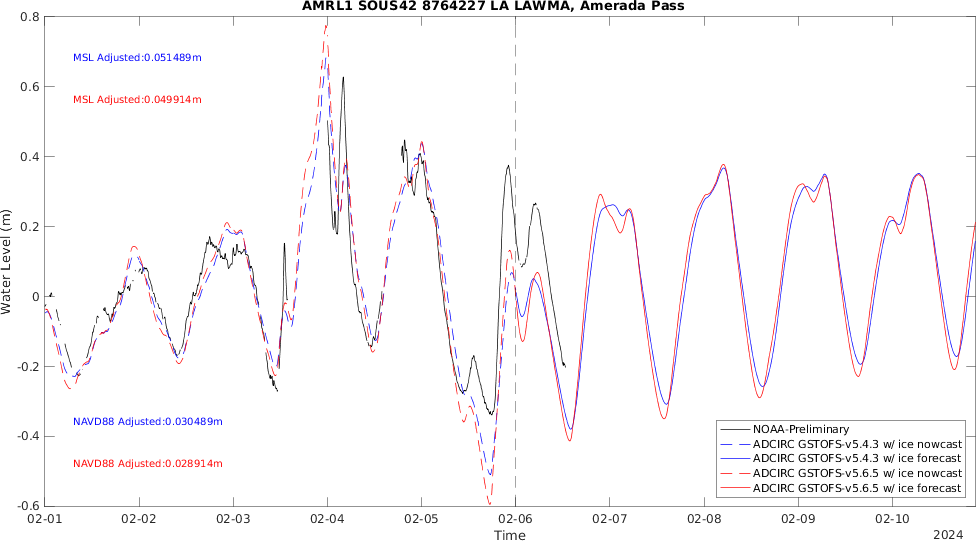 AMRL1 SOUS42 8764227 LA LAWMA, Amerada Pass
0.8
MSL Adjusted:0.051489m
0.6
MSL Adjusted:0.049914m
0.4
0.2
Water Level (m)
0
-0.2
NAVD88 Adjusted:0.030489m
-0.4
NAVD88 Adjusted:0.028914m
-0.6
NOAA-Preliminary
ADCIRC GSTOFS-v5.4.3 w/ ice nowcast
ADCIRC GSTOFS-v5.4.3 w/ ice forecast
ADCIRC GSTOFS-v5.6.5 w/ ice nowcast
ADCIRC GSTOFS-v5.6.5 w/ ice forecast
02-01 02-02 02-03 02-04 02-05 02-06 02-07 02-08 02-09 02-10
Time
2024